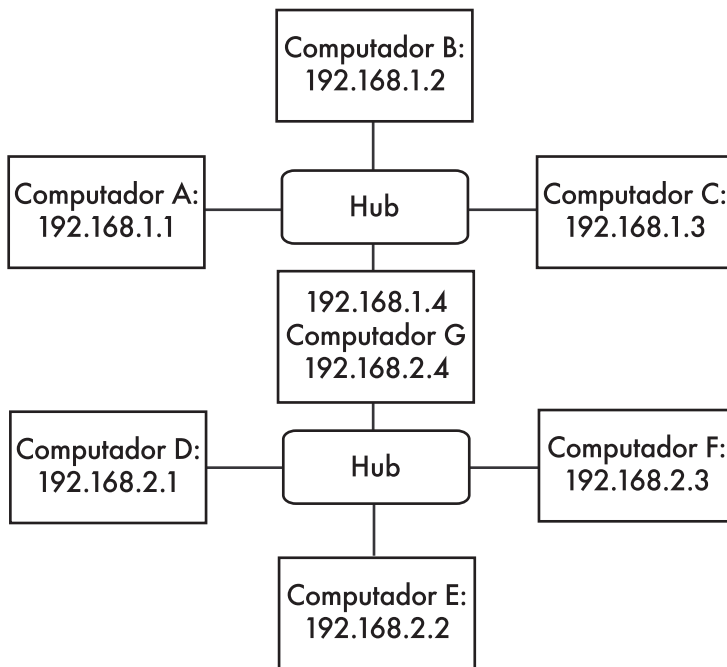 Computador B:
192.168.1.2
Computador A:
192.168.1.1
Hub
Computador C:
192.168.1.3
192.168.1.4
Computador G
192.168.2.4
Computador D:
192.168.2.1
Hub
Computador F:
192.168.2.3
Computador E:
192.168.2.2